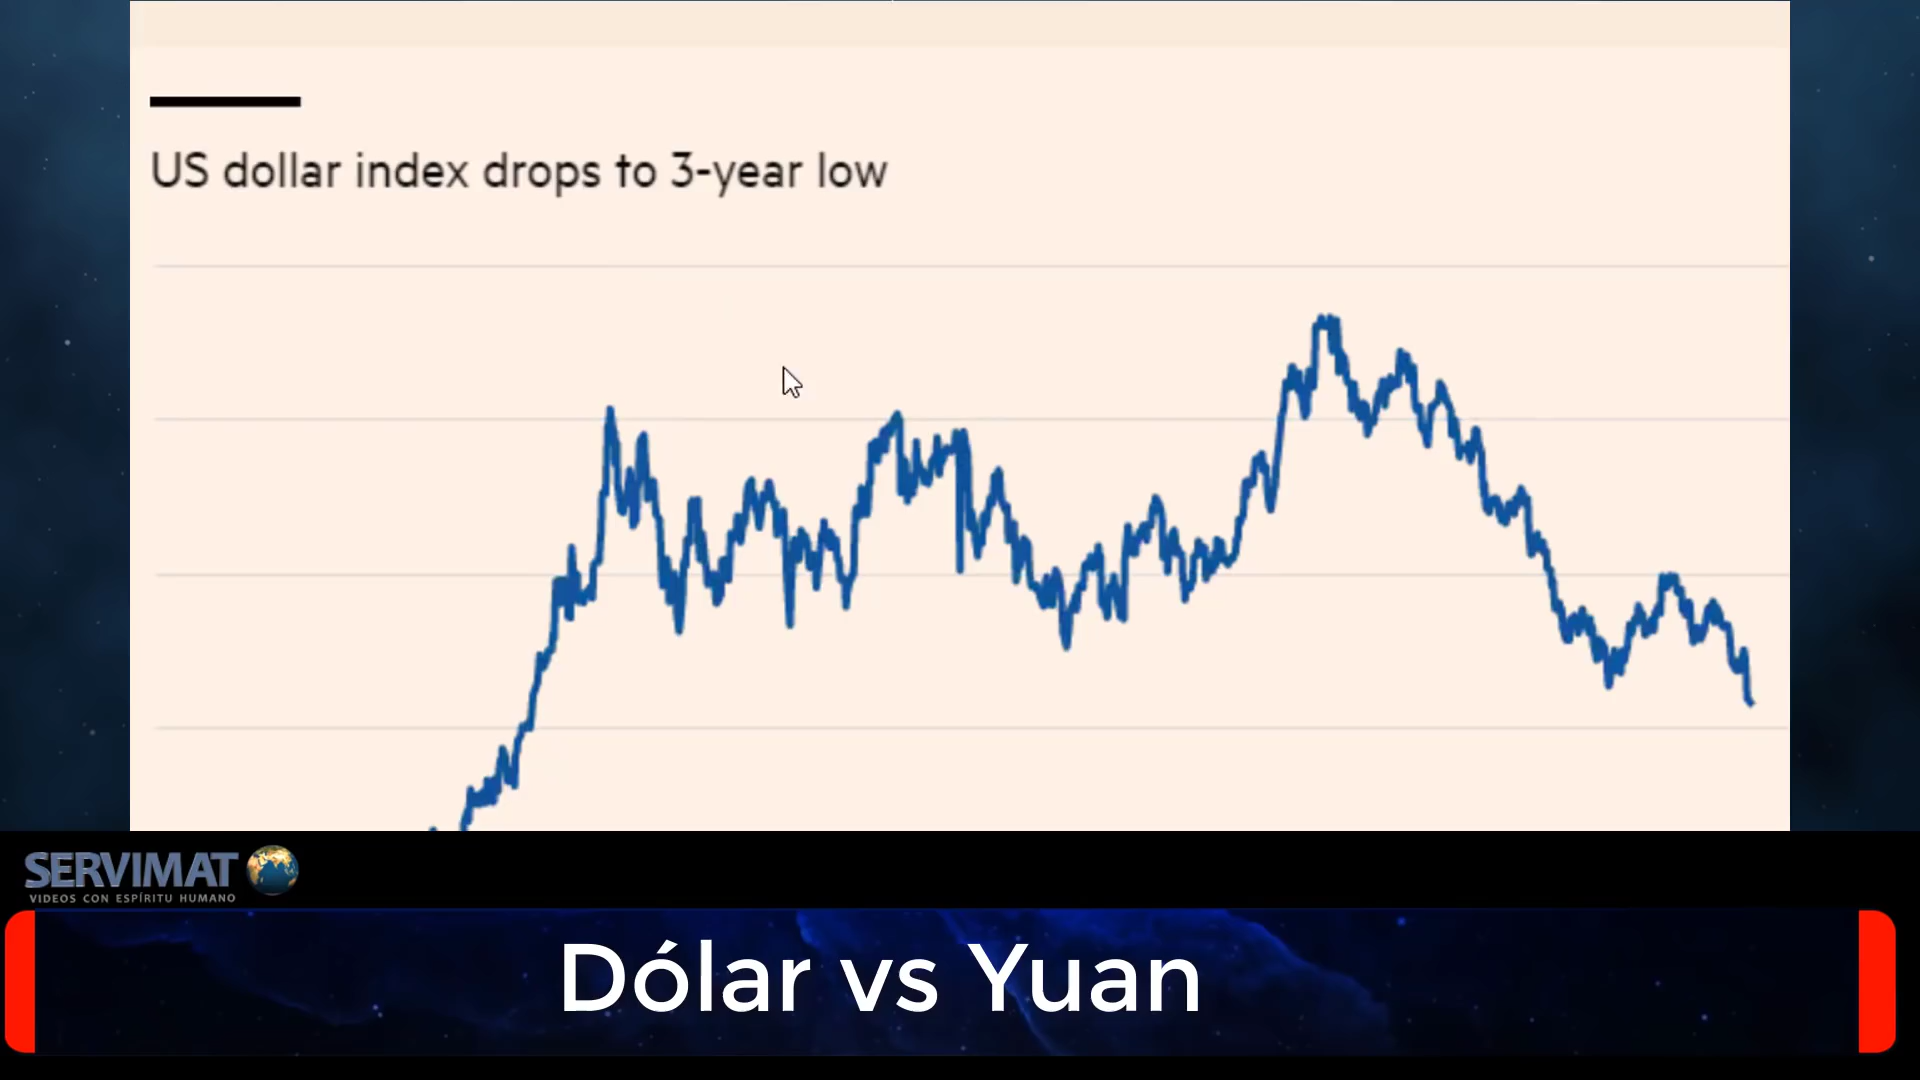 US dollar index drops to 3-year low
SERVIMAT
VIDEOS CON ESPÍRITU HUMANO
Dólar vs Yuan